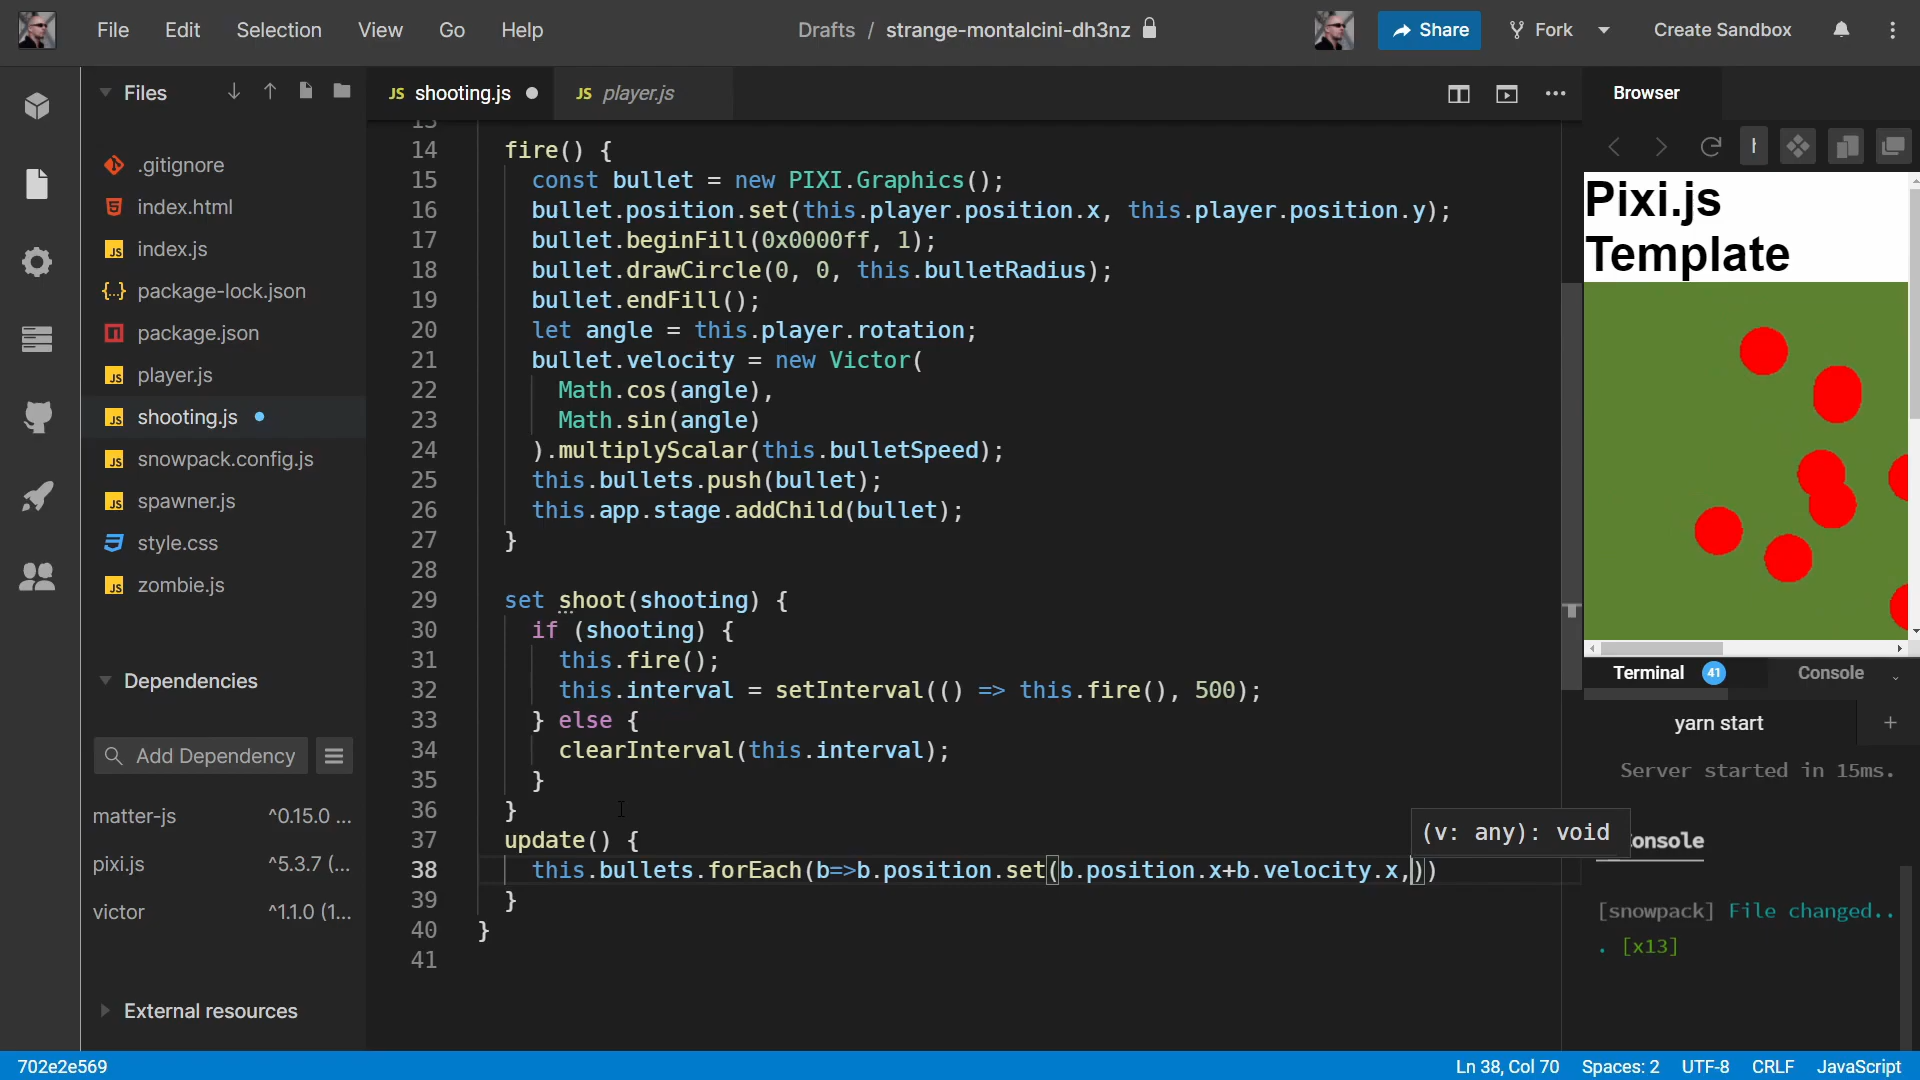 File Edit Selection View Go Help
Drafts / strange-montalcini-dh3nz
Share
Fork
Create Sandbox
Files
JS shooting.js
JS player.js
Browser
.gitignore
index.html
index.js
package-lock.json
package.json
player.js
shooting.js
snowpack.config.js
spawner.js
style.css
zombie.js
Dependencies
Add Dependency
matter-js ^0.15.0 ...
pixi.js ^5.3.7 (...
victor ^1.1.0 (1...
External resources
13
14 fire() {
15 const bullet = new PIXI.Graphics();
16 bullet.position.set(this.player.position.x, this.player.position.y);
17 bullet.beginFill(0x0000ff, 1);
18 bullet.drawCircle(0, 0, this.bulletRadius);
19 bullet.endFill();
20 let angle = this.player.rotation;
21 bullet.velocity = new Victor(
22 Math.cos(angle),
23 Math.sin(angle)
24 ).multiplyScalar(this.bulletSpeed);
25 this.bullets.push(bullet);
26 this.app.stage.addChild(bullet);
27 }
28
29 set shoot(shooting) {
30 if (shooting) {
31 this.fire();
32 this.interval = setInterval(() => this.fire(), 500);
33 } else {
34 clearInterval(this.interval);
35 }
36 }
37 update() {
(v: any): void
38 this.bullets.forEach(b=>b.position.set(b.position.x+b.velocity.x,))
39 }
40 }
41
Pixi.js
Template
Terminal 41 Console
yarn start +
Server started in 15ms.
Console
[snowpack] File changed..
. [x13]
702e2e569
Ln 38, Col 70 Spaces: 2 UTF-8 CRLF JavaScript